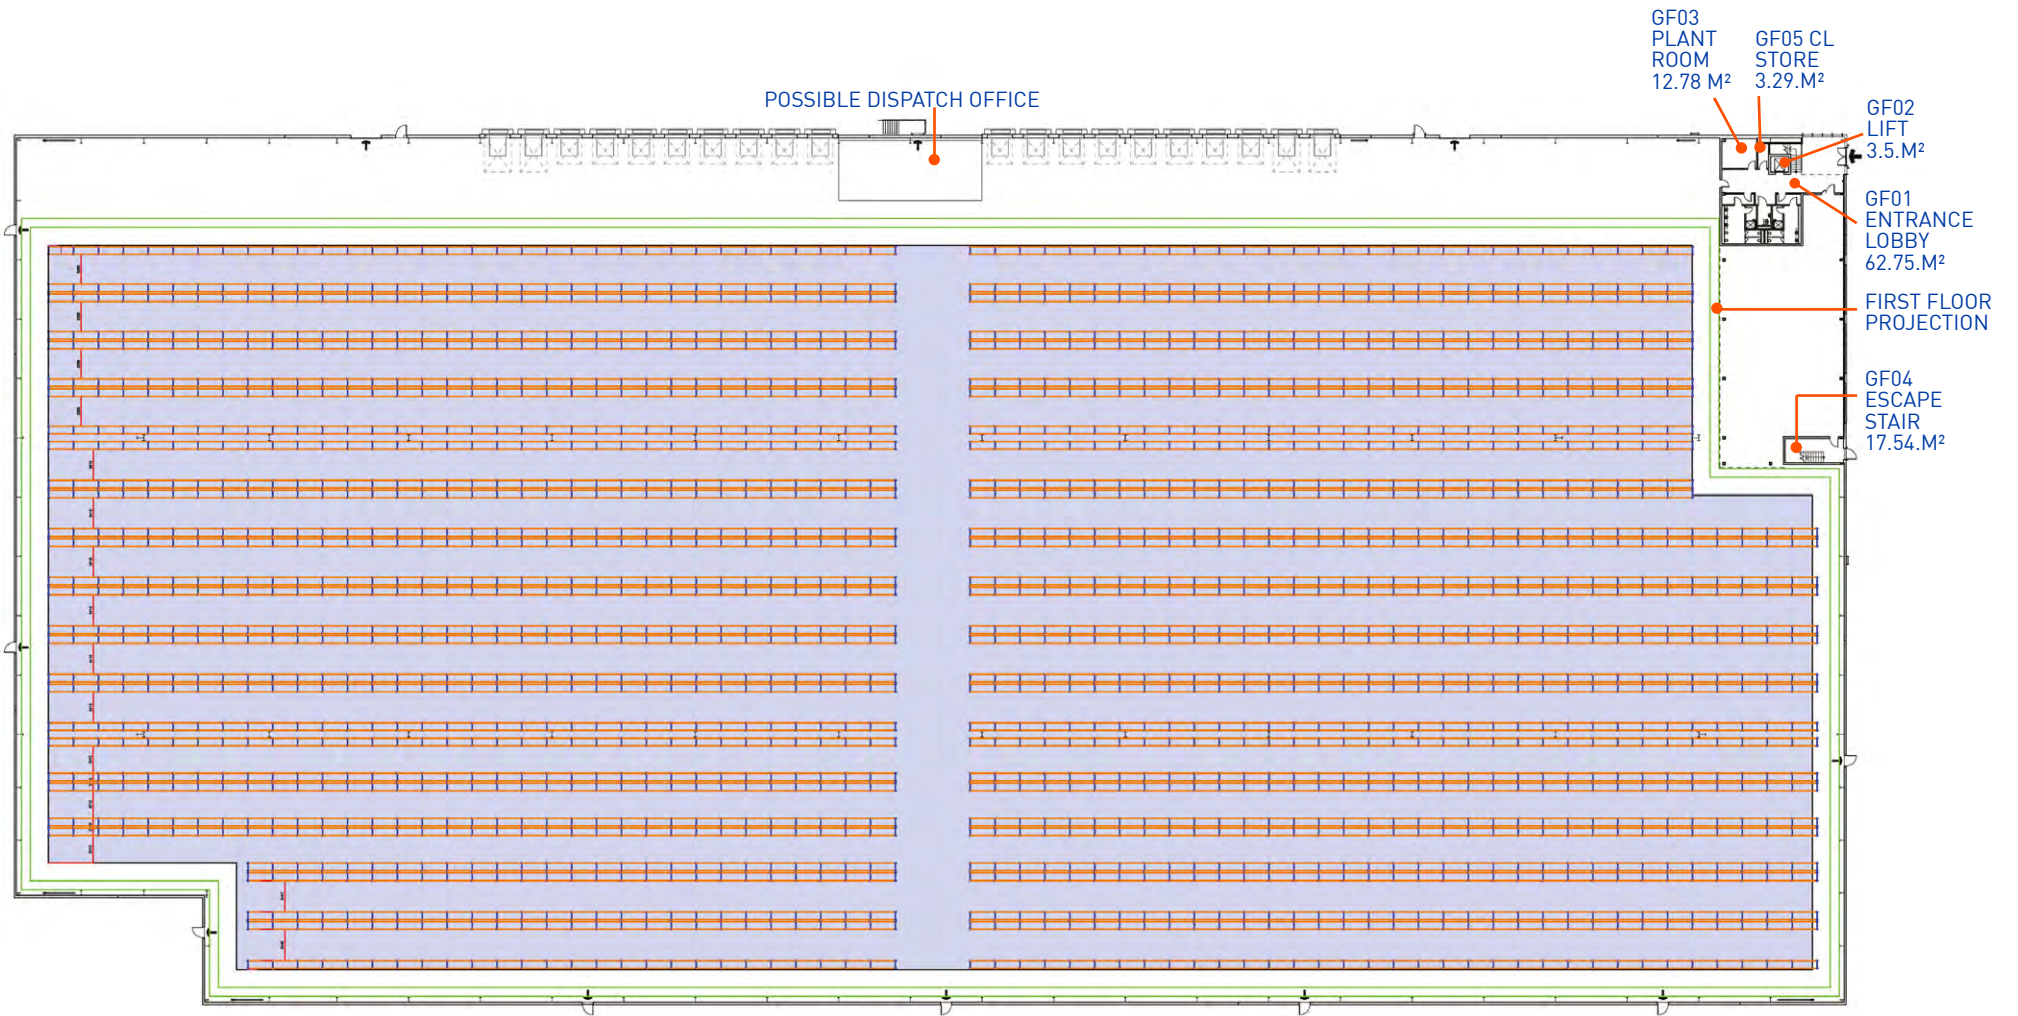 GF03
PLANT
ROOM
12.78 M²
GF05 CL
STORE
3.29.M²
POSSIBLE DISPATCH OFFICE
GF02
LIFT
3.5.M²
GF01
ENTRANCE
LOBBY
62.75.M²
FIRST FLOOR
PROJECTION
GF04
ESCAPE
STAIR
17.54.M²